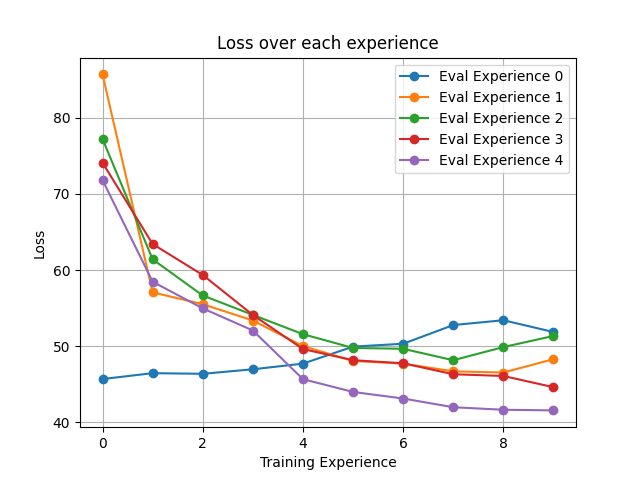 Loss over each experience
Eval Experience 0
Eval Experience 1
Eval Experience 2
Eval Experience 3
Eval Experience 4
80
70
60
50
40
Loss
0 2 4 6 8
Training Experience